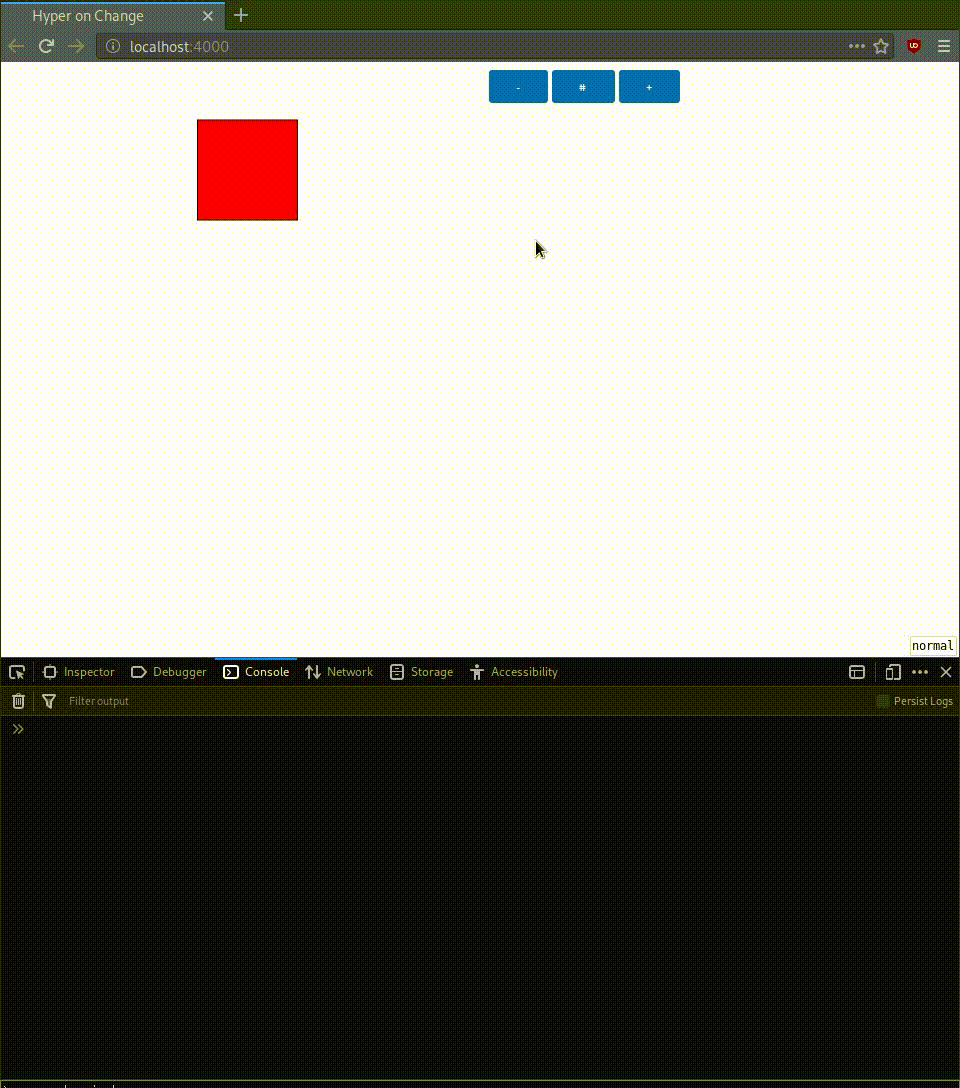 Hyper on Change
localhost:4000
- # +
normal
Inspector Debugger Console Network Storage Accessibility
Filter output Persist Logs